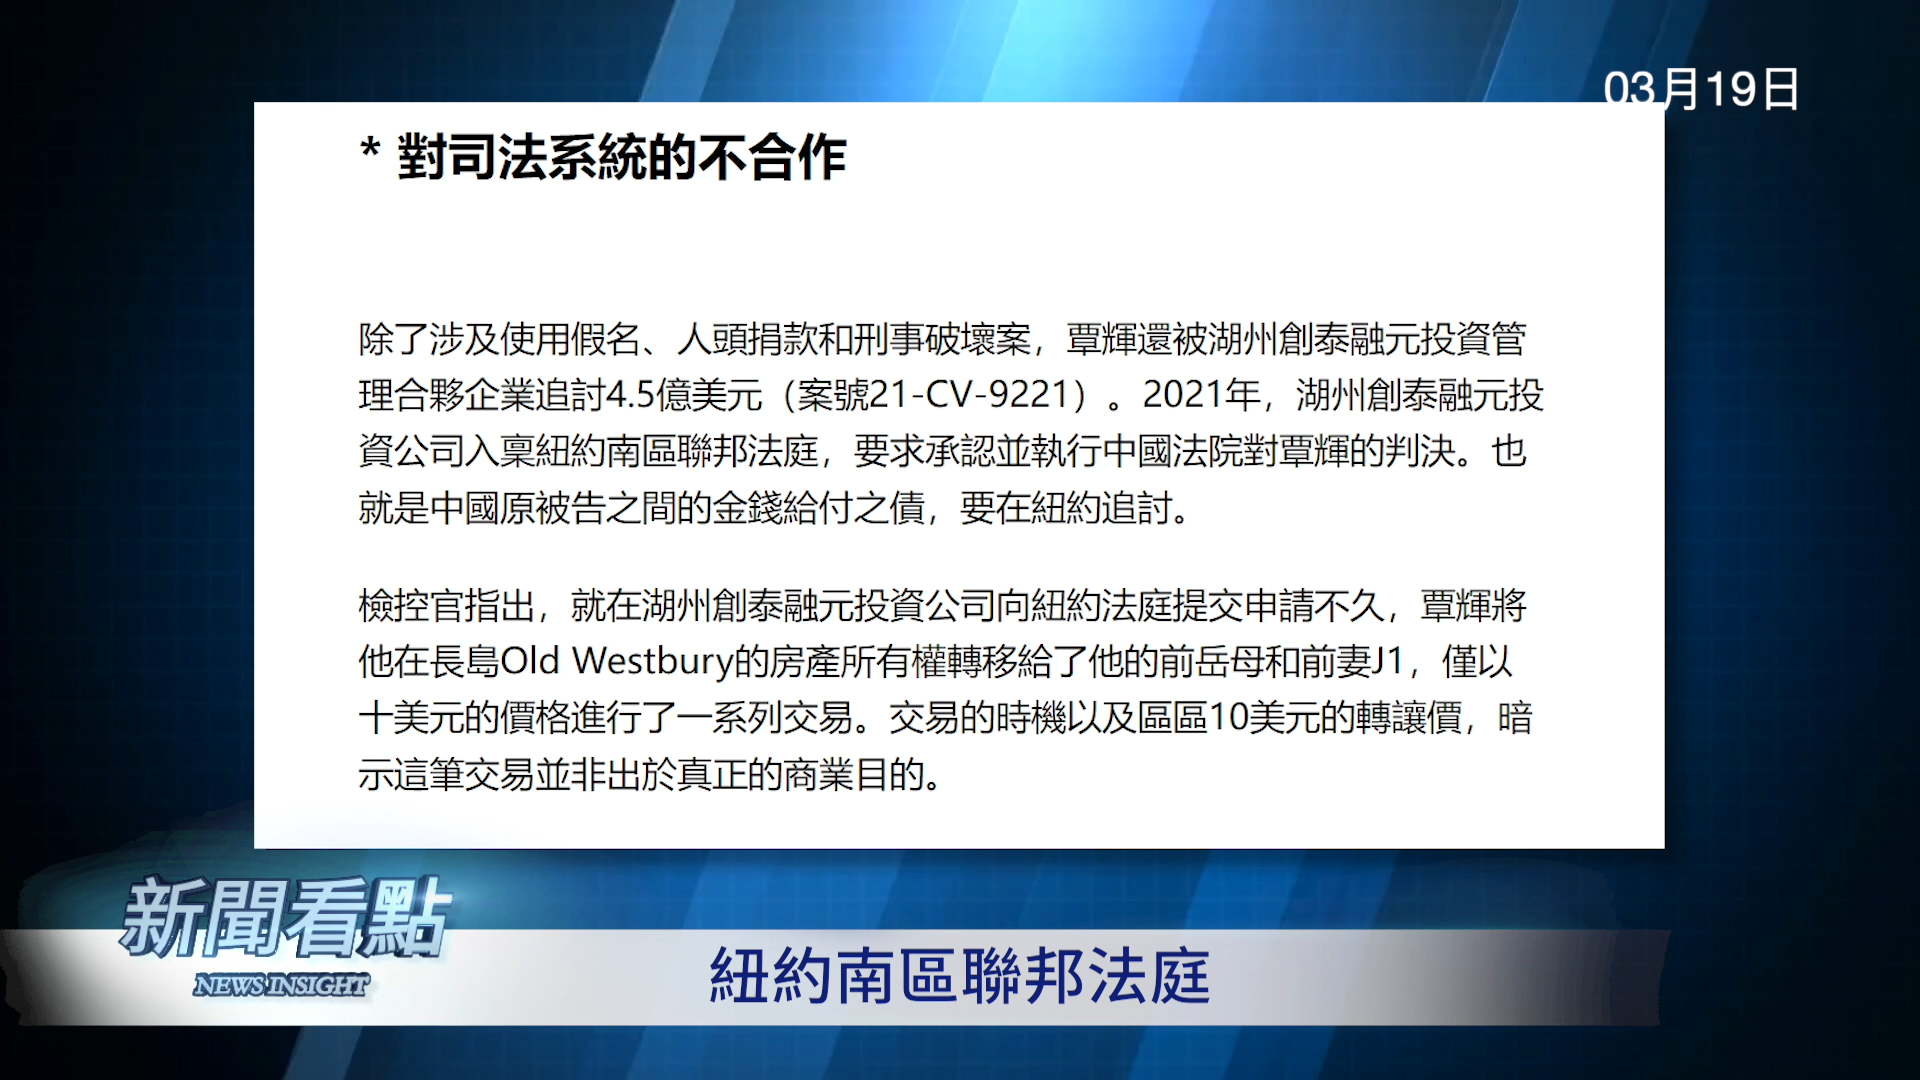 03月19日
* 對司法系統的不合作
除了涉及使用假名、人頭捐款和刑事破壞案，覃輝還被湖州創泰融元投資管
理合夥企業追討4.5億美元（案號21-CV-9221）。2021年，湖州創泰融元投
資公司入稟紐約南區聯邦法庭，要求承認並執行中國法院對覃輝的判決。也
就是中國原被告之間的金錢給付之債，要在紐約追討。
檢控官指出，就在湖州創泰融元投資公司向紐約法庭提交申請不久，覃輝將
他在長島Old Westbury的房產所有權轉移給了他的前岳母和前妻J1，僅以
十美元的價格進行了一系列交易。交易的時機以及區區10美元的轉讓價，暗
示這筆交易並非出於真正的商業目的。
新聞看點
NEWS INSIGHT
紐約南區聯邦法庭